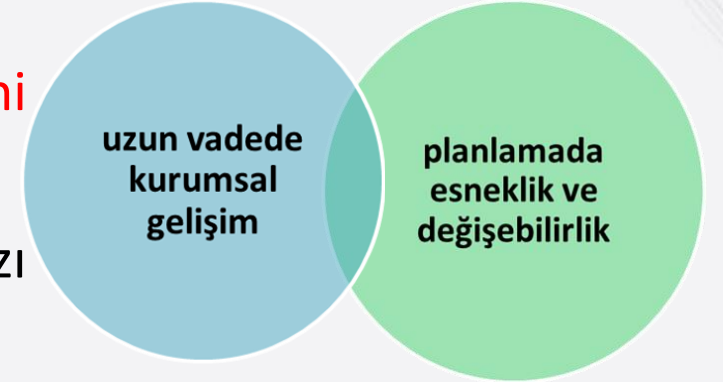 uzun vadede
kurumsal
gelişim
planlamada
esneklik ve
değişebilirlik